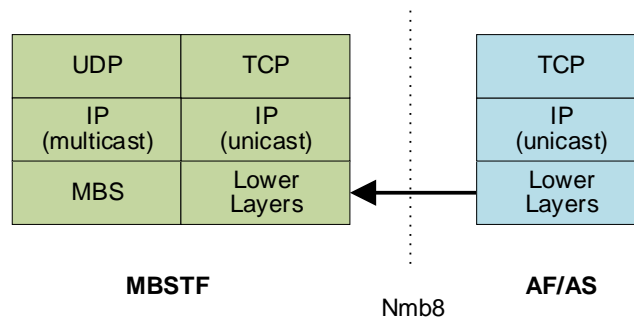 UDP
TCP
TCP
IP
(multicast)
IP
(unicast)
IP
(unicast)
MBS
Lower
Layers
Lower
Layers
MBSTF
AF/AS
Nmb8